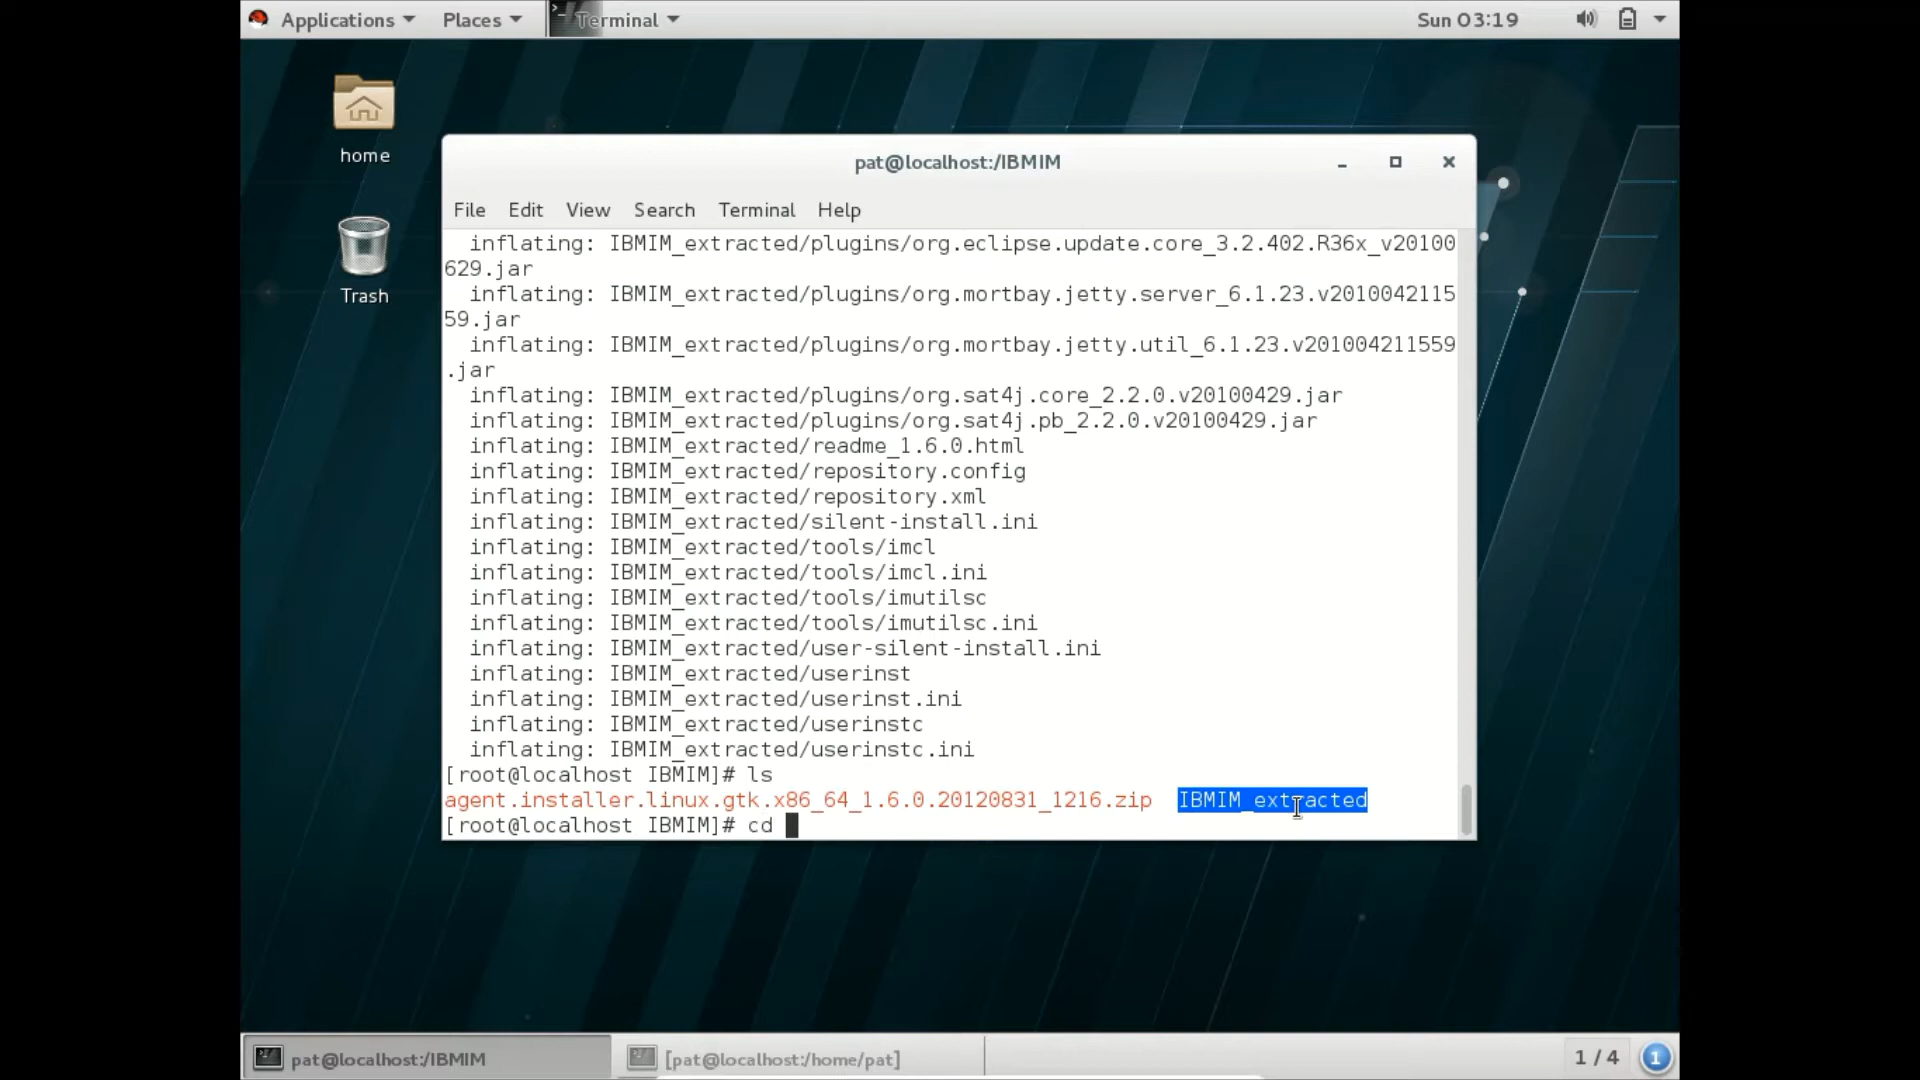 Applications Places Terminal Sun 03:19
home
Trash
pat@localhost:/IBMIM
File Edit View Search Terminal Help
inflating: IBMIM_extracted/plugins/org.eclipse.update.core_3.2.402.R36x_v20100
629.jar
inflating: IBMIM_extracted/plugins/org.mortbay.jetty.server_6.1.23.v2010042115
59.jar
inflating: IBMIM_extracted/plugins/org.mortbay.jetty.util_6.1.23.v201004211559
.jar
inflating: IBMIM_extracted/plugins/org.sat4j.core_2.2.0.v20100429.jar
inflating: IBMIM_extracted/plugins/org.sat4j.pb_2.2.0.v20100429.jar
inflating: IBMIM_extracted/readme_1.6.0.html
inflating: IBMIM_extracted/repository.config
inflating: IBMIM_extracted/repository.xml
inflating: IBMIM_extracted/silent-install.ini
inflating: IBMIM_extracted/tools/imcl
inflating: IBMIM_extracted/tools/imcl.ini
inflating: IBMIM_extracted/tools/imutilsc
inflating: IBMIM_extracted/tools/imutilsc.ini
inflating: IBMIM_extracted/user-silent-install.ini
inflating: IBMIM_extracted/userinst
inflating: IBMIM_extracted/userinst.ini
inflating: IBMIM_extracted/userinstc
inflating: IBMIM_extracted/userinstc.ini
[root@localhost IBMIM]# ls
agent.installer.linux.gtk.x86_64_1.6.0.20120831_1216.zip IBMIM_extracted
[root@localhost IBMIM]# cd
pat@localhost:/IBMIM [pat@localhost:/home/pat] 1 / 4 1